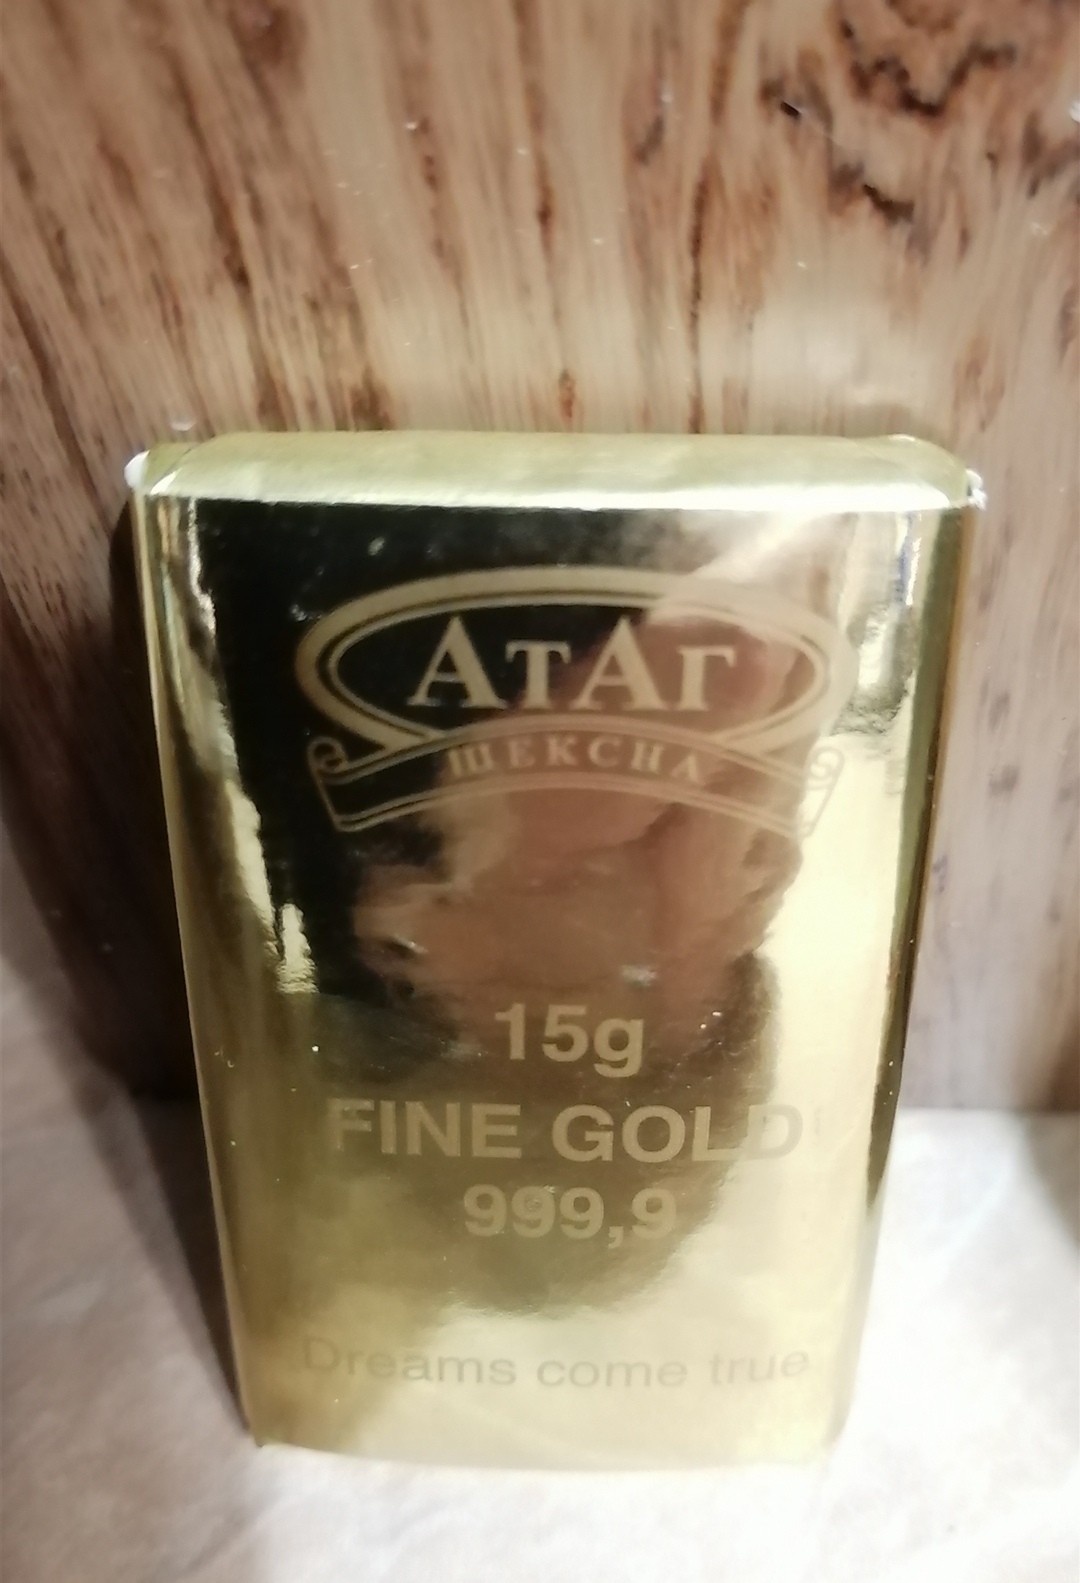 АтАг
ШЕКСНА
15g
FINE GOLD
999,9
Dreams come true